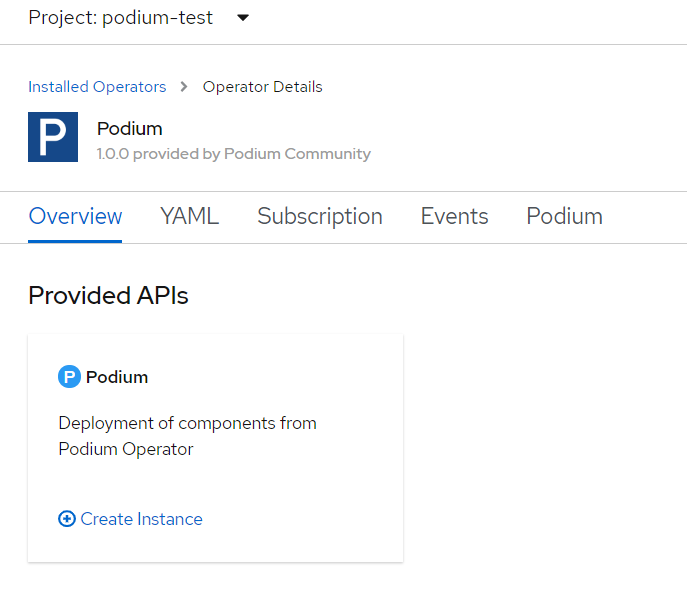 Project: podium-test
Installed Operators > Operator Details
P
Podium
1.0.0 provided by Podium Community
Overview YAML Subscription Events Podium
Provided APIs
P Podium
Deployment of components from
Podium Operator
Create Instance